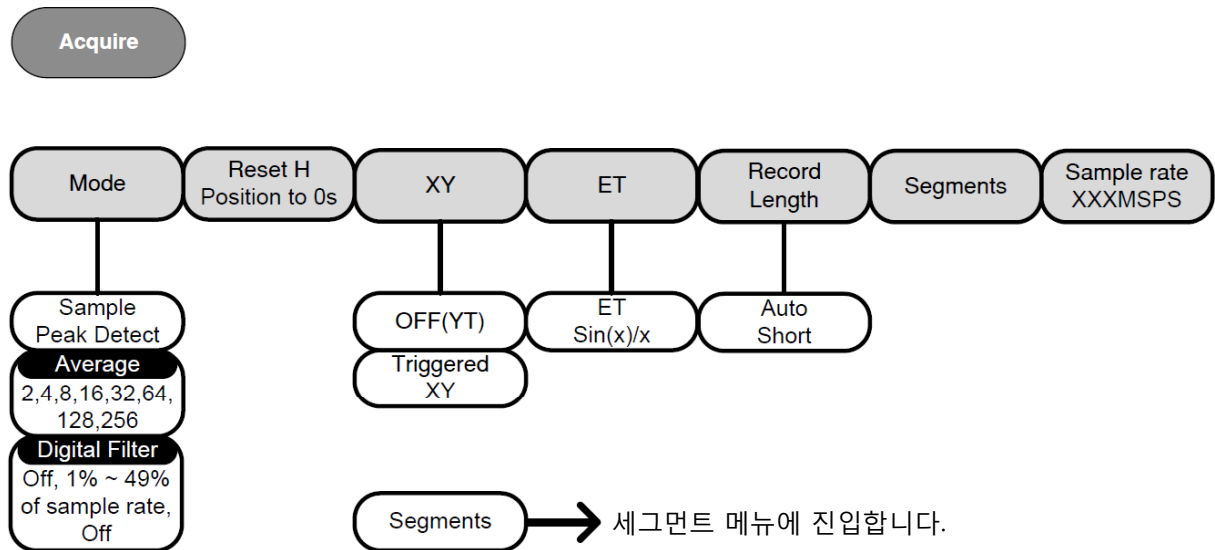 Acquire
Mode
Reset H
Position to 0s
XY
ET
Record
Length
Segments
Sample rate
XXXMSPS
Sample
Peak Detect
Average
2,4,8,16,32,64,
128,256
Digital Filter
Off, 1% ~ 49%
of sample rate,
Off
OFF(YT)
Triggered
XY
ET
Sin(x)/x
Auto
Short
Segments
세그먼트 메뉴에 진입합니다.